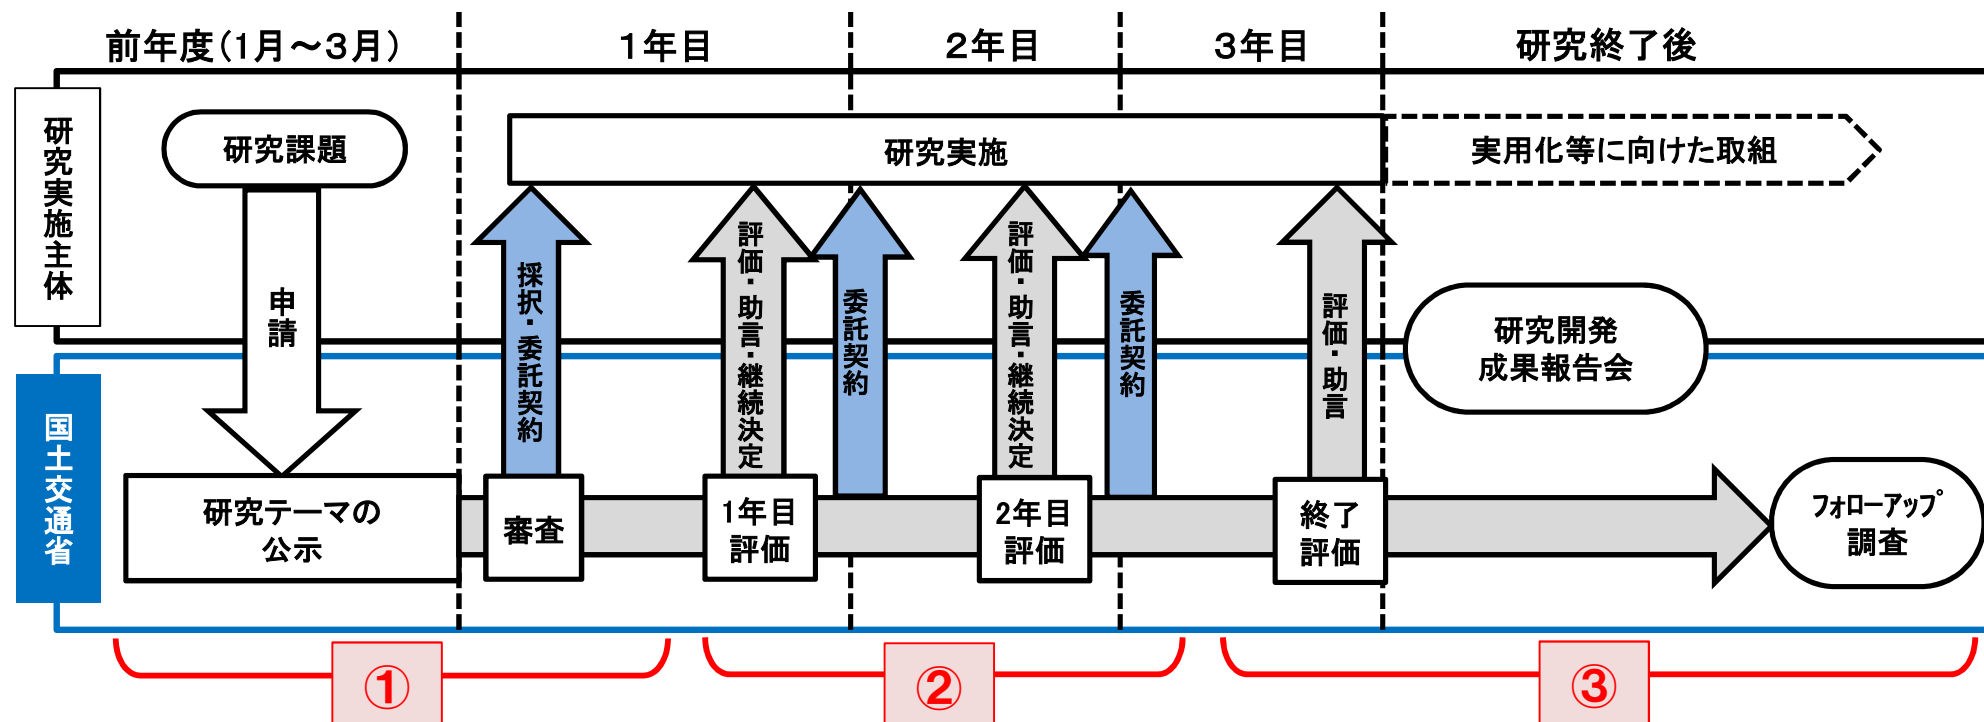 前年度(1月～3月)
1年目
2年目
3年目
研究終了後
研究実施主体
研究課題
研究実施
実用化等に向けた取組
申請
採択・委託契約
評価・助言・継続決定
委託契約
評価・助言・継続決定
委託契約
評価・助言
研究開発
成果報告会
国土交通省
研究テーマの
公示
審査
1年目
評価
2年目
評価
終了
評価
フォローアップ
調査
①
②
③